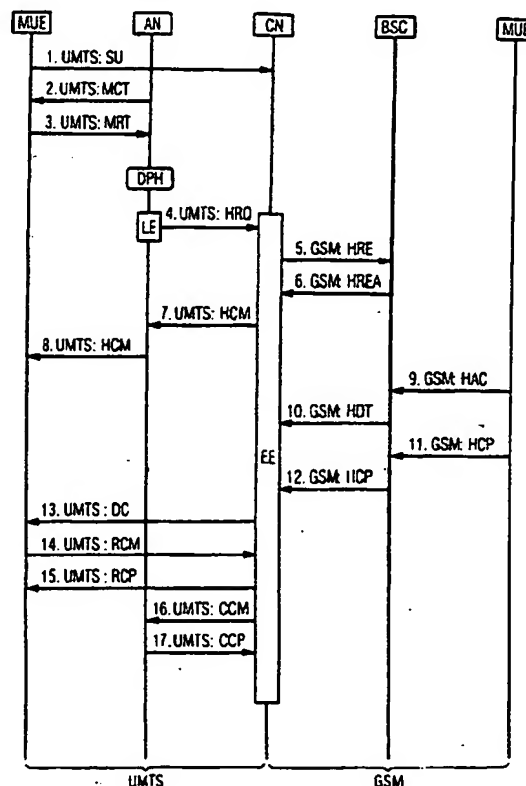 MUE AN CN BSC MUE
1. UMTS: SU
2. UMTS: MCT
3. UMTS: MRT
DPH
LE
4. UMTS: HRQ
5. GSM: HRE
6. GSM: HREA
7. UMTS: HCM
8. UMTS: HCM
9. GSM: HAC
10. GSM: HDT
11. GSM: HCP
EE
12. GSM: HCP
13. UMTS : DC
14. UMTS : RCM
15. UMTS : RCP
16. UMTS: CCM
17. UMTS: CCP
UMTS GSM